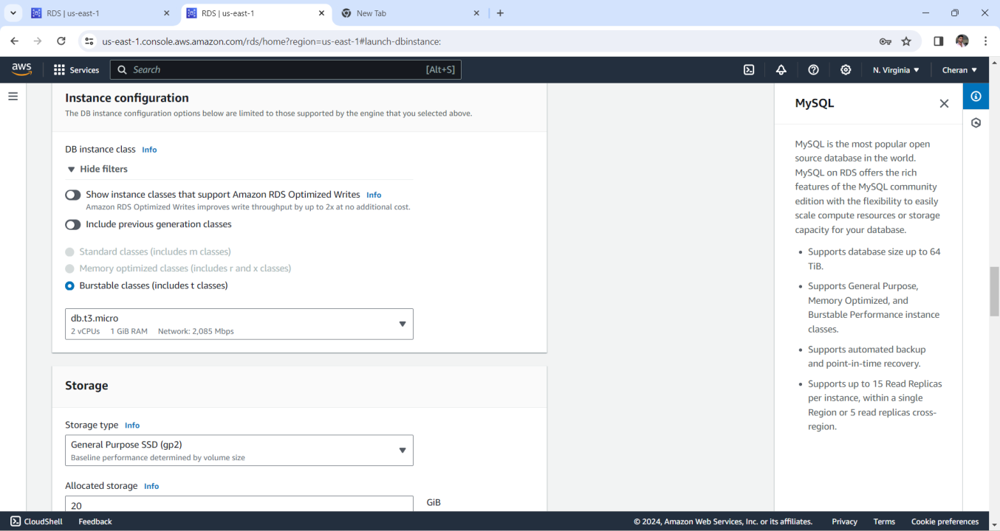 RDS | us-east-1
RDS | us-east-1
New Tab
us-east-1.console.aws.amazon.com/rds/home?region=us-east-1#launch-dbinstance:
aws
Services
Search
[Alt+S]
N. Virginia
Cheran
Instance configuration
The DB instance configuration options below are limited to those supported by the engine that you selected above.
DB instance class Info
Hide filters
Show instance classes that support Amazon RDS Optimized Writes Info
Amazon RDS Optimized Writes improves write throughput by up to 2x at no additional cost.
Include previous generation classes
Standard classes (includes m classes)
Memory optimized classes (includes r and x classes)
Burstable classes (includes t classes)
db.t3.micro
2 vCPUs 1 GiB RAM Network: 2,085 Mbps
Storage
Storage type Info
General Purpose SSD (gp2)
Baseline performance determined by volume size
Allocated storage Info
20
GiB
MySQL
MySQL is the most popular open
source database in the world.
MySQL on RDS offers the rich
features of the MySQL community
edition with the flexibility to easily
scale compute resources or storage
capacity for your database.
• Supports database size up to 64
TiB.
• Supports General Purpose,
Memory Optimized, and
Burstable Performance instance
classes.
• Supports automated backup
and point-in-time recovery.
• Supports up to 15 Read Replicas
per instance, within a single
Region or 5 read replicas cross-
region.
CloudShell
Feedback
© 2024, Amazon Web Services, Inc. or its affiliates.
Privacy
Terms
Cookie preferences